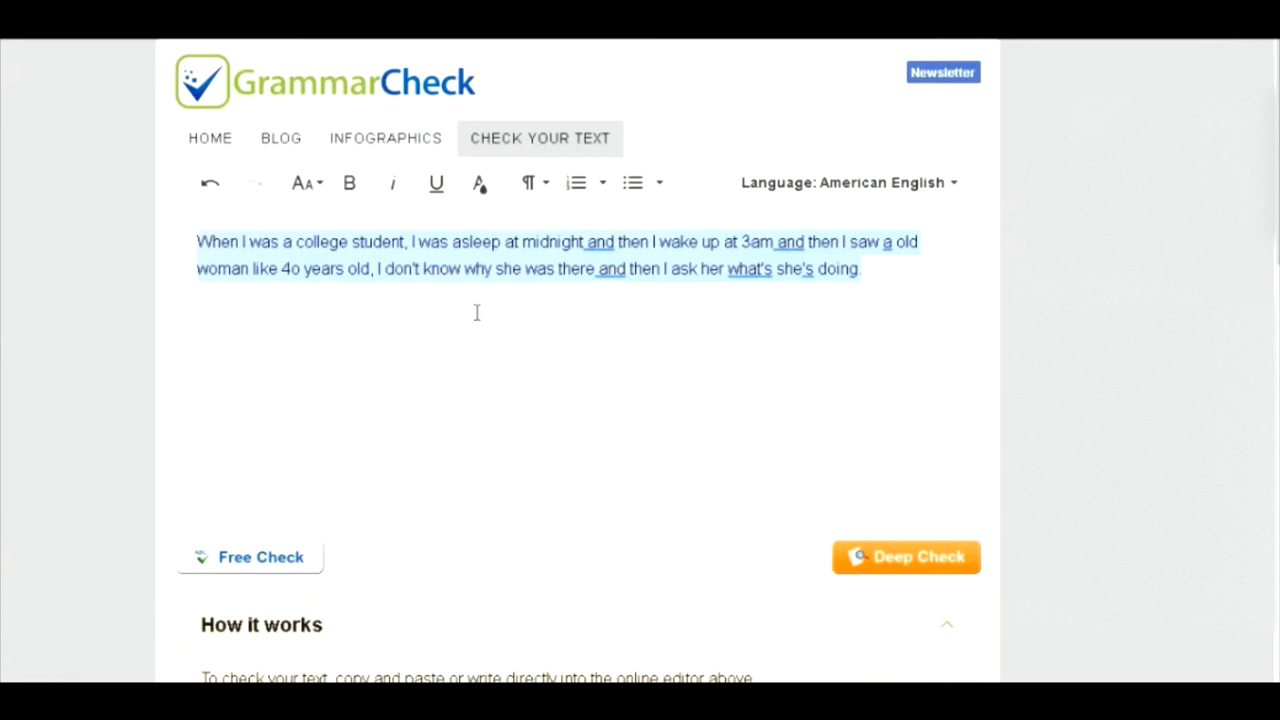 GrammarCheck
Newsletter
HOME BLOG INFOGRAPHICS CHECK YOUR TEXT
AA B i U A ¶ Language: American English
When I was a college student, I was asleep at midnight and then I wake up at 3am and then I saw a old
woman like 4o years old, I don't know why she was there and then I ask her what's she's doing.
Free Check Deep Check
How it works
To check your text, copy and paste or write directly into the online editor above.